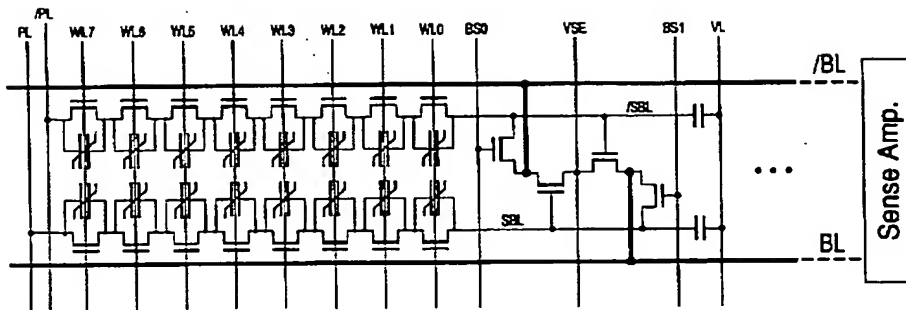 /PL
PL WL7 WL6 WL5 WL4 WL3 WL2 WL1 WL0 BS0 VSE BS1 VL
/BL
/SBL
SBL
BL
Sense Amp.